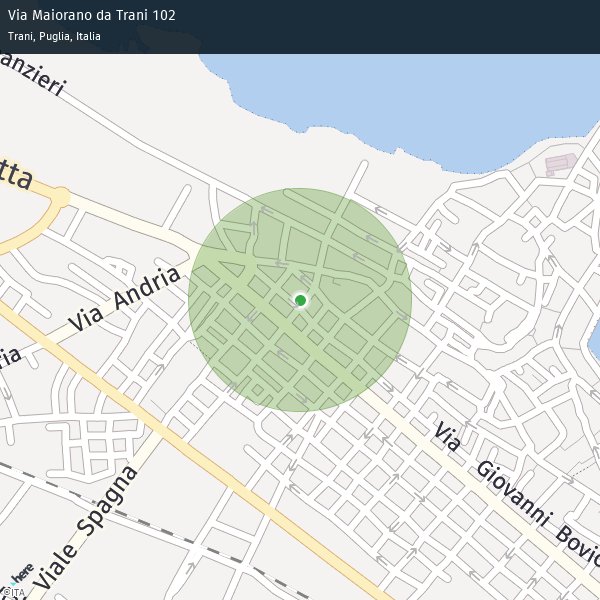 Via Maiorano da Trani 102
Trani, Puglia, Italia
anzieri
tta
Via Andria
ria
Via Giovanni Bovio
Viale Spagna
here
©ITA